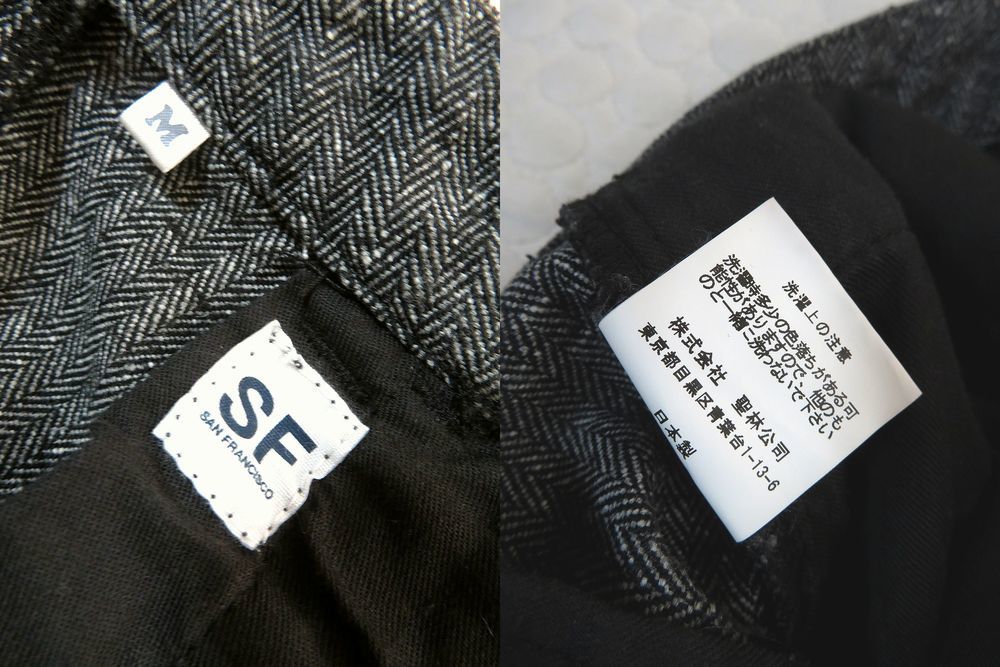 M
SF
SAN FRANCISCO
洗濯上の注意
洗濯時多少の色落ちがある可
能性がありますので、他のも
のと一緒に洗わないで下さい
株式会社 聖林公司
東京都目黒区青葉台1-13-6
日本製